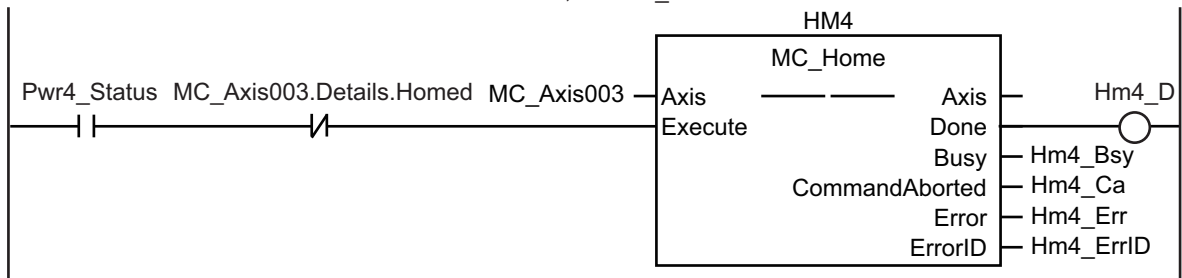 HM4
MC_Home
Pwr4_Status MC_Axis003.Details.Homed MC_Axis003 Axis Axis Hm4_D
Execute Done
Busy Hm4_Bsy
CommandAborted Hm4_Ca
Error Hm4_Err
ErrorID Hm4_ErrID